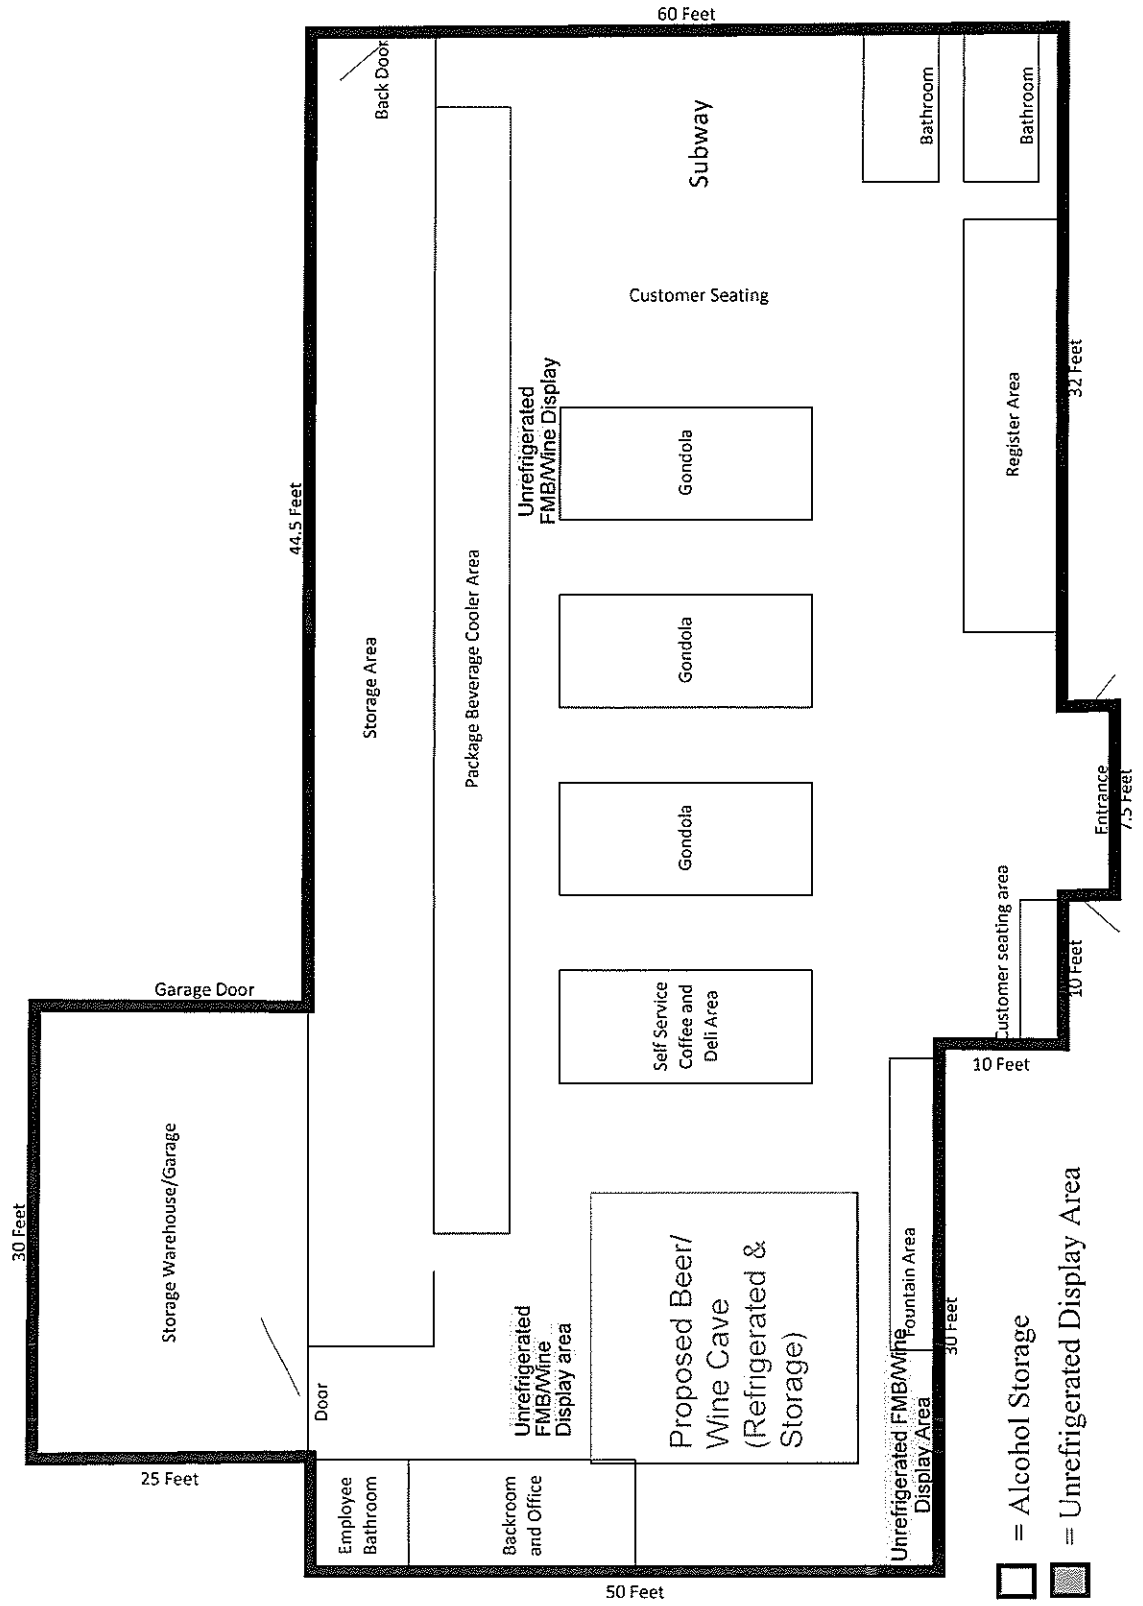 30 Feet
25 Feet
Garage Door
Storage Warehouse/Garage
Door
44.5 Feet
60 Feet
Back Door
Employee
Bathroom
Backroom
and Office
50 Feet
Storage Area
Package Beverage Cooler Area
Unrefrigerated
FMB/Wine
Display area
Unrefrigerated
FMB/Wine Display
Subway
Customer Seating
Bathroom
Bathroom
Proposed Beer/
Wine Cave
(Refrigerated &
Storage)
Self Service
Coffee and
Deli Area
Gondola
Gondola
Gondola
Register Area
32 Feet
Unrefrigerated FMB/Wine
Display Area
Fountain Area
30 Feet
10 Feet
Customer seating area
10 Feet
Entrance
7.5 Feet
= Alcohol Storage
= Unrefrigerated Display Area